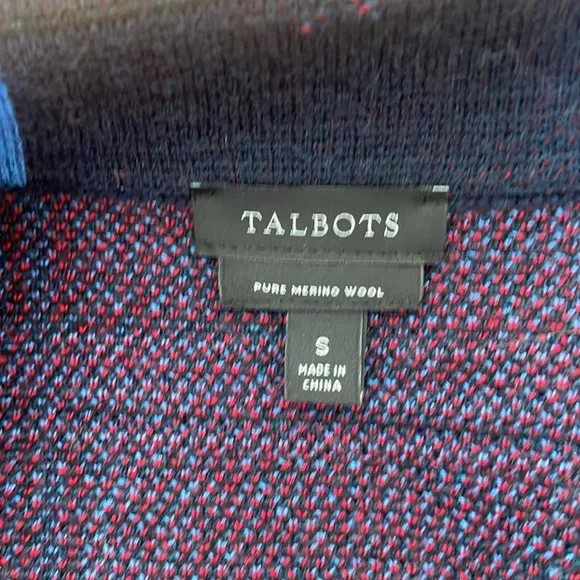 TALBOTS
PURE MERINO WOOL
S
MADE IN
CHINA